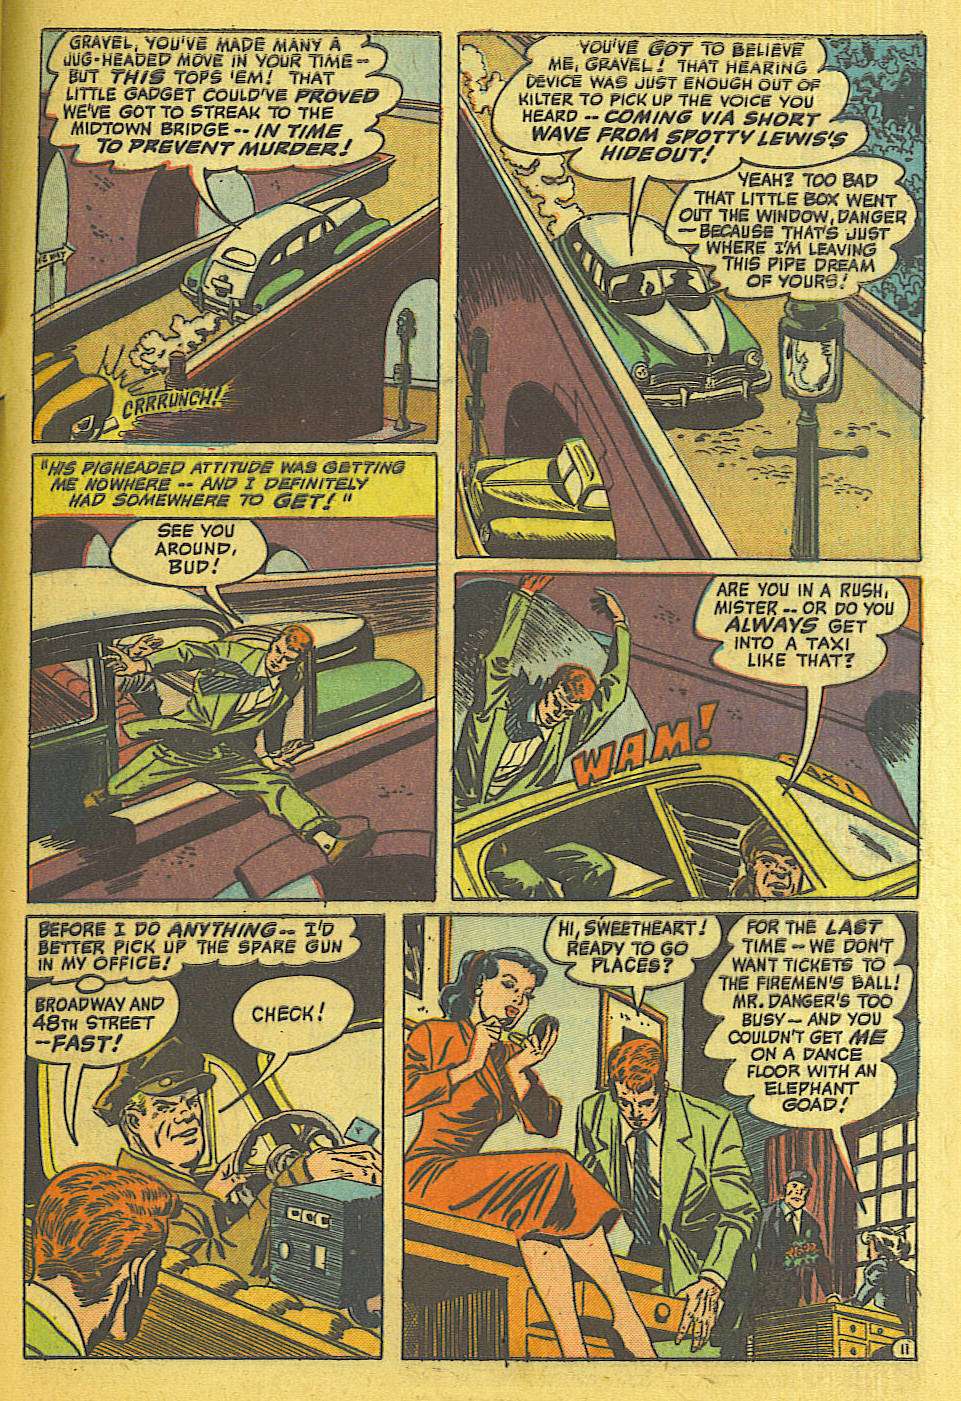 GRAVEL, YOU'VE MADE MANY A
JUG-HEADED MOVE IN YOUR TIME--
BUT THIS TOPS 'EM! THAT
LITTLE GADGET COULD'VE PROVED
WE'VE GOT TO STREAK TO THE
MIDTOWN BRIDGE -- IN TIME
TO PREVENT MURDER!
WAY
CRRRUNCH!
YOU'VE GOT TO BELIEVE
ME, GRAVEL! THAT HEARING
DEVICE WAS JUST ENOUGH OUT OF
KILTER TO PICK UP THE VOICE YOU
HEARD -- COMING VIA SHORT
WAVE FROM SPOTTY LEWIS'S
HIDEOUT!
YEAH? TOO BAD
THAT LITTLE BOX WENT
OUT THE WINDOW, DANGER
-- BECAUSE THAT'S JUST
WHERE I'M LEAVING
THIS PIPE DREAM
OF YOURS!
"HIS PIGHEADED ATTITUDE WAS GETTING
ME NOWHERE -- AND I DEFINITELY
HAD SOMEWHERE TO GET!"
SEE YOU
AROUND,
BUD!
ARE YOU IN A RUSH,
MISTER -- OR DO YOU
ALWAYS GET
INTO A TAXI
LIKE THAT?
WAM!
TAXI
BEFORE I DO ANYTHING -- I'D
BETTER PICK UP THE SPARE GUN
IN MY OFFICE!
BROADWAY AND
48TH STREET
--FAST!
CHECK!
HI, SWEETHEART!
READY TO GO
PLACES?
FOR THE LAST
TIME -- WE DON'T
WANT TICKETS TO
THE FIREMEN'S BALL!
MR. DANGER'S TOO
BUSY -- AND YOU
COULDN'T GET ME
ON A DANCE
FLOOR WITH AN
ELEPHANT
GOAD!
11